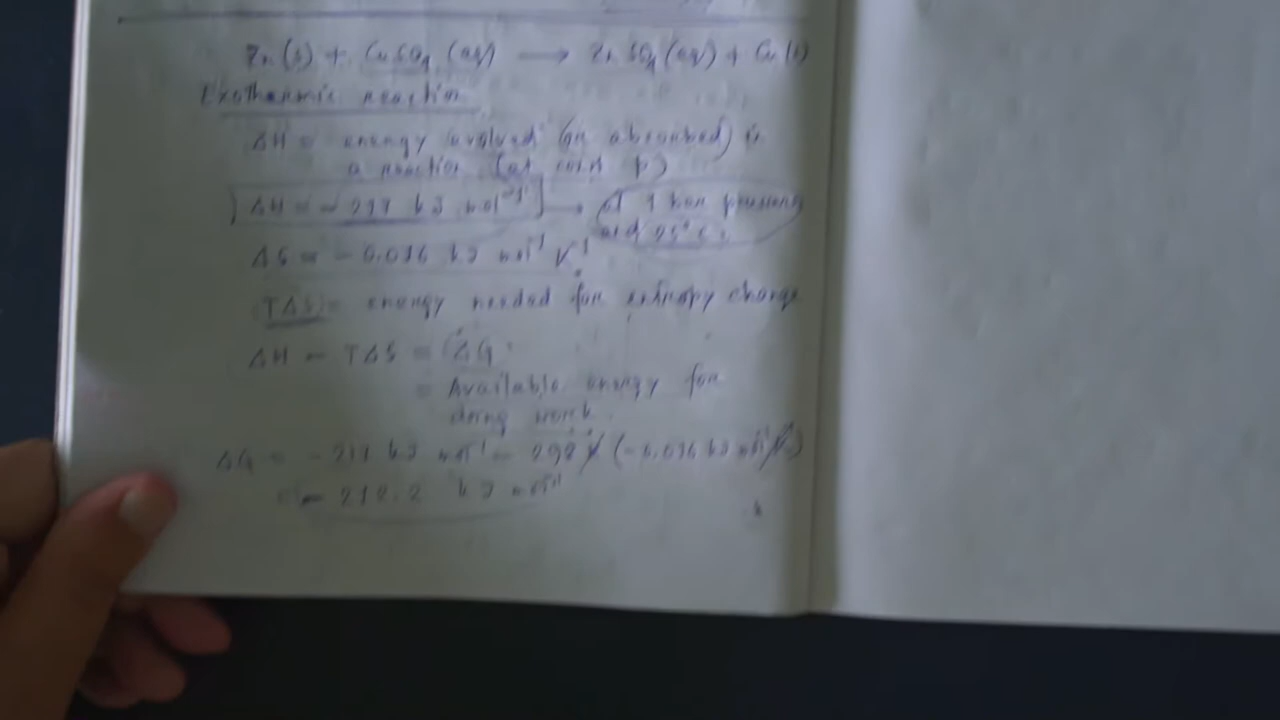 Zn(s) + CuSO4 (aq) ⟶ ZnSO4(aq) + Cu(s)
Exothermic reaction
ΔH = energy evolved (or absorbed) in
a reaction (at const p)
ΔH = - 217 kJ mol-1 → at 1 bar pressure
and 25°C.
ΔS = - 0.016 kJ mol-1 K-1
TΔS = energy needed for entropy change
ΔH - TΔS = ΔG
= Available energy for
doing work.
ΔG = - 217 kJ mol-1 - 298 K (-0.016 kJ mol-1 K-1)
= - 212.2 kJ mol-1